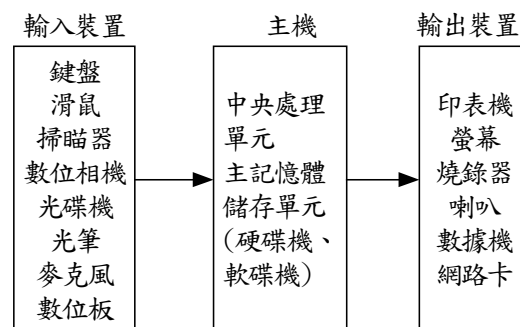 輸入裝置
鍵盤
滑鼠
掃瞄器
數位相機
光碟機
光筆
麥克風
數位板
主機
中央處理
單元
主記憶體
儲存單元
(硬碟機、
軟碟機)
輸出裝置
印表機
螢幕
燒錄器
喇叭
數據機
網路卡